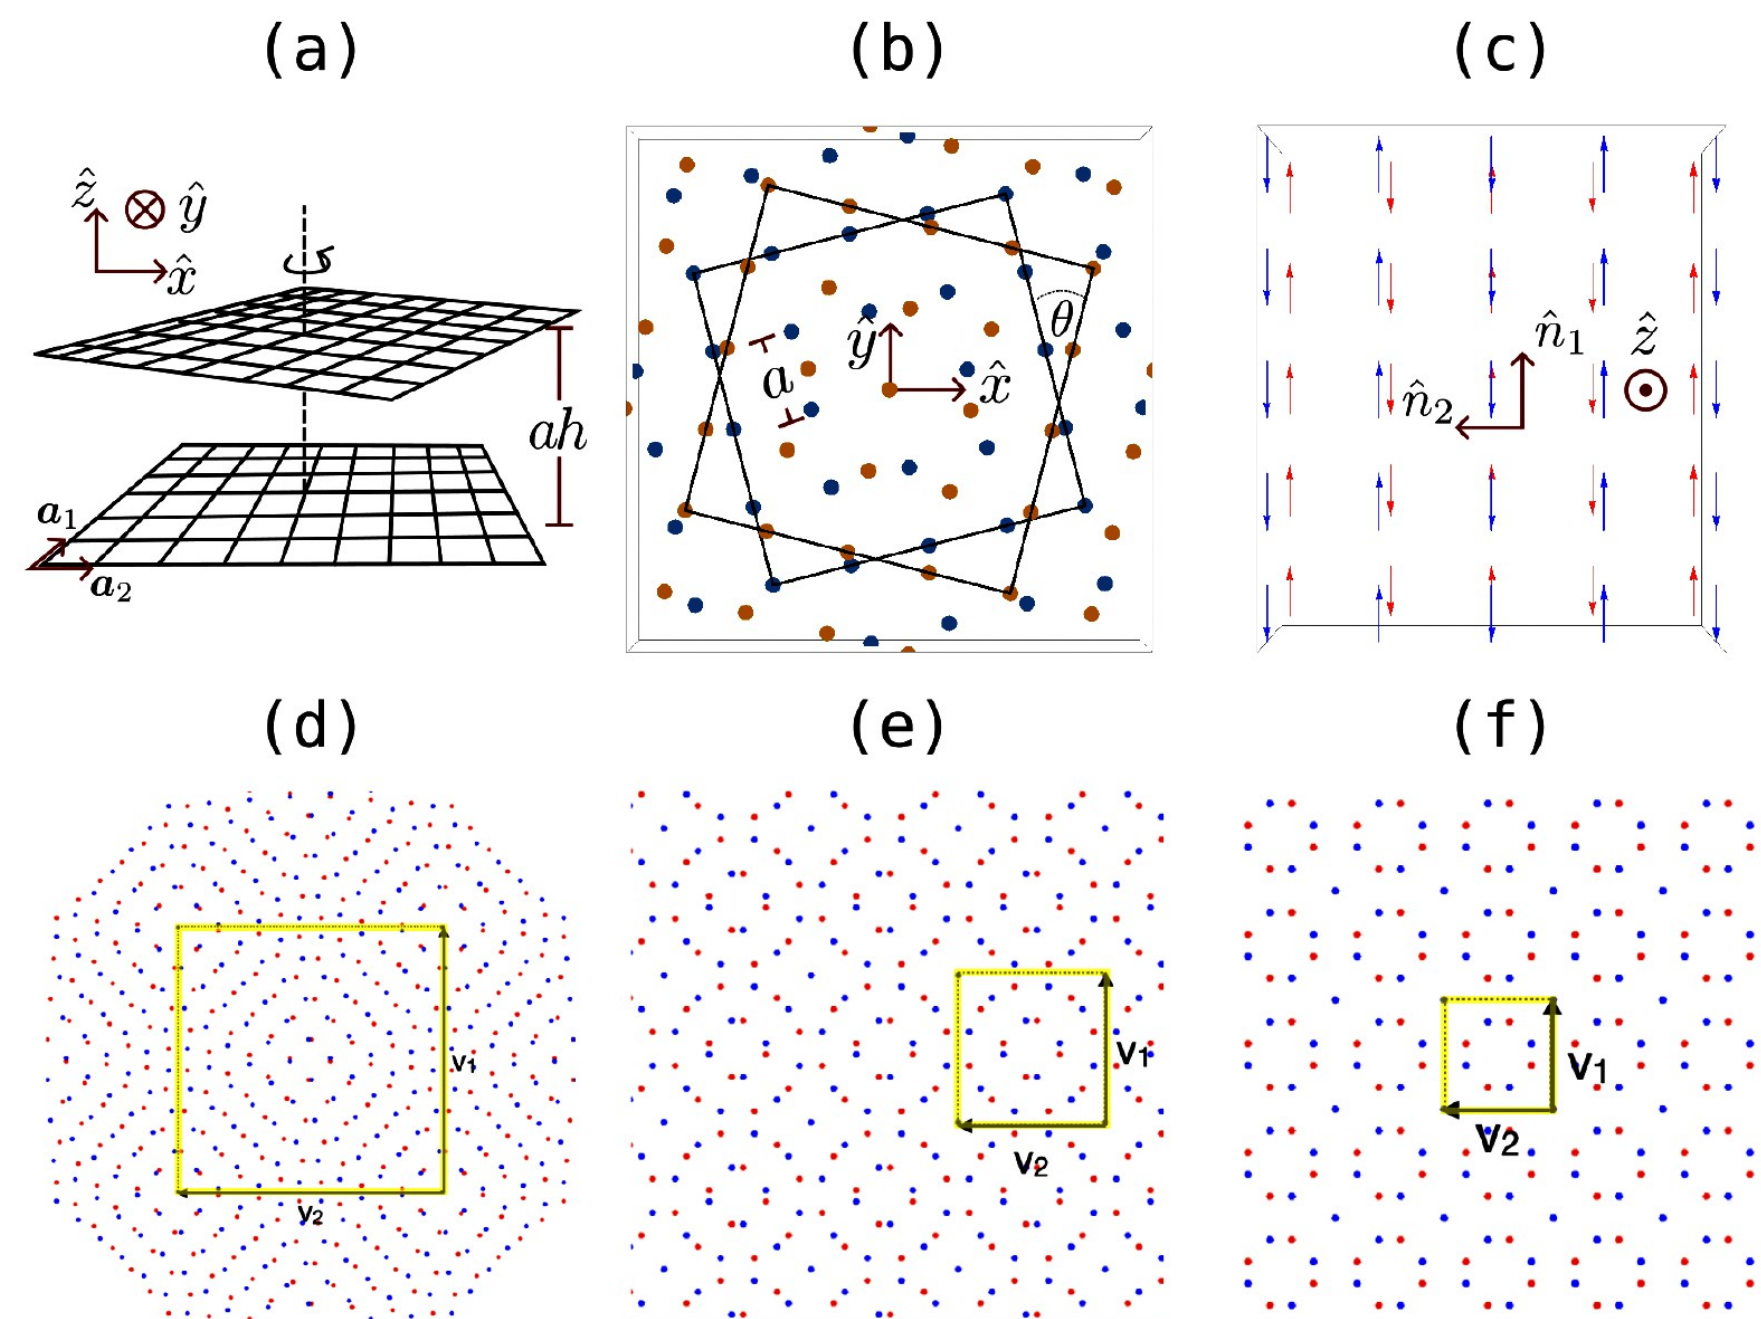 (a) (b) (c)
ẑ ŷ
x̂
ah
a₁
a₂
θ
ŷ
a x̂
n̂₁ ẑ
n̂₂
(d) (e) (f)
v₁
v₂
v₁
v₂
v₁
v₂